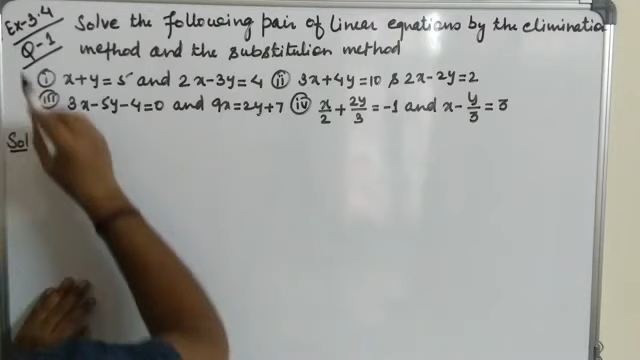 Ex-3.4
Q-1
Solve the following pair of linear equations by the elimination
method and the substitution method
(i) x+y=5 and 2x-3y=4 (ii) 3x+4y=10 & 2x-2y=2
(iii) 3x-5y-4=0 and 9x=2y+7 (iv) x/2 + 2y/3 = -1 and x - y/3 = 3
Sol